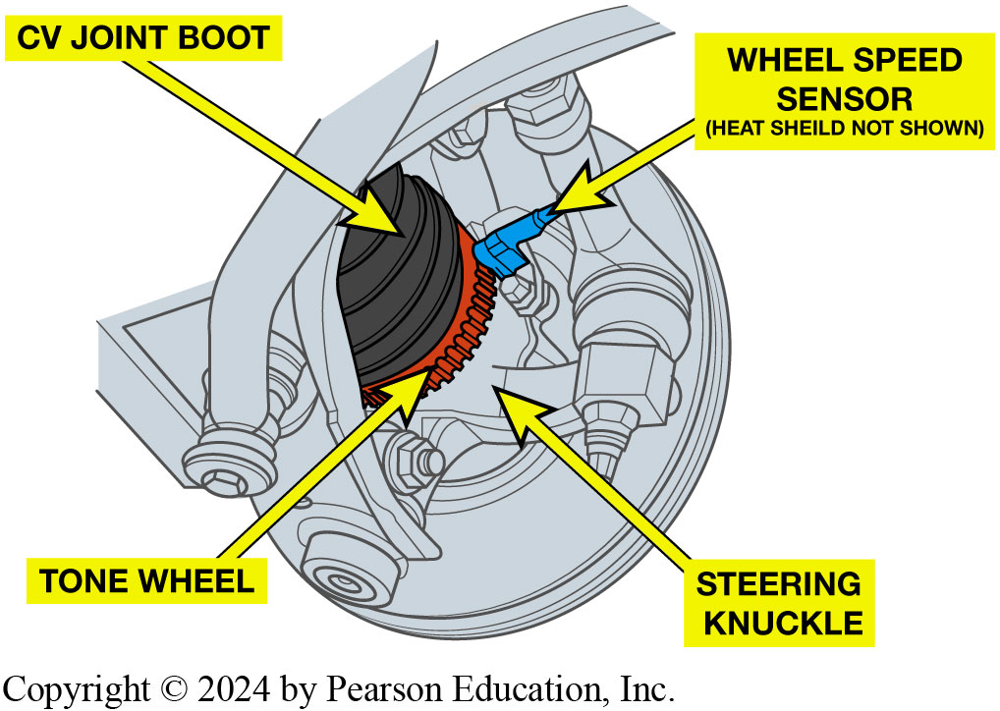 CV JOINT BOOT
WHEEL SPEED
SENSOR
(HEAT SHEILD NOT SHOWN)
TONE WHEEL
STEERING
KNUCKLE
Copyright © 2024 by Pearson Education, Inc.